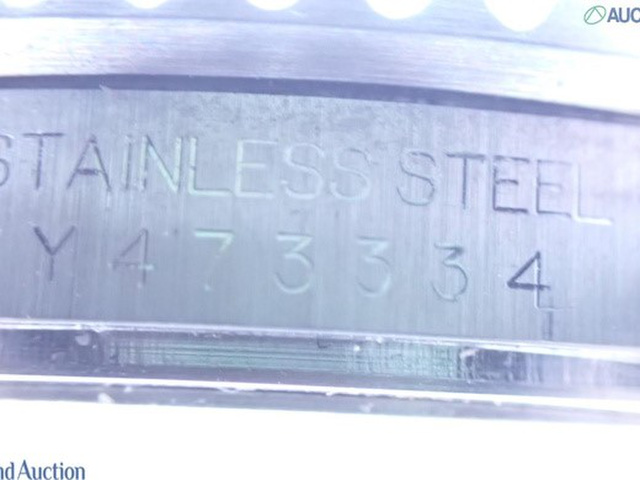 AUC
STAINLESS STEEL
Y473334
nd Auction